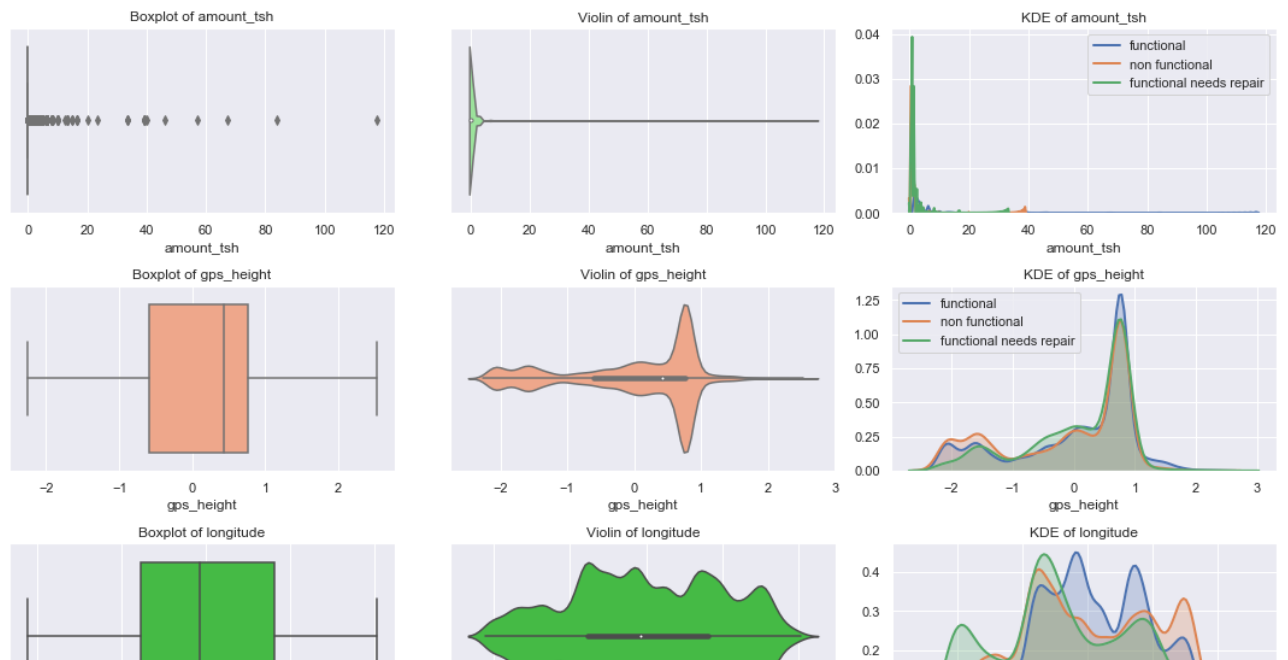 Boxplot of amount_tsh
Violin of amount_tsh
KDE of amount_tsh
0.04
0.03
0.02
0.01
0.00
functional
non functional
functional needs repair
0 20 40 60 80 100 120
0 20 40 60 80 100 120
0 20 40 60 80 100 120
amount_tsh
amount_tsh
amount_tsh
Boxplot of gps_height
Violin of gps_height
KDE of gps_height
1.25
1.00
0.75
0.50
0.25
0.00
functional
non functional
functional needs repair
−2 −1 0 1 2
−2 −1 0 1 2 3
−2 −1 0 1 2 3
gps_height
gps_height
gps_height
Boxplot of longitude
Violin of longitude
KDE of longitude
0.4
0.3
0.2